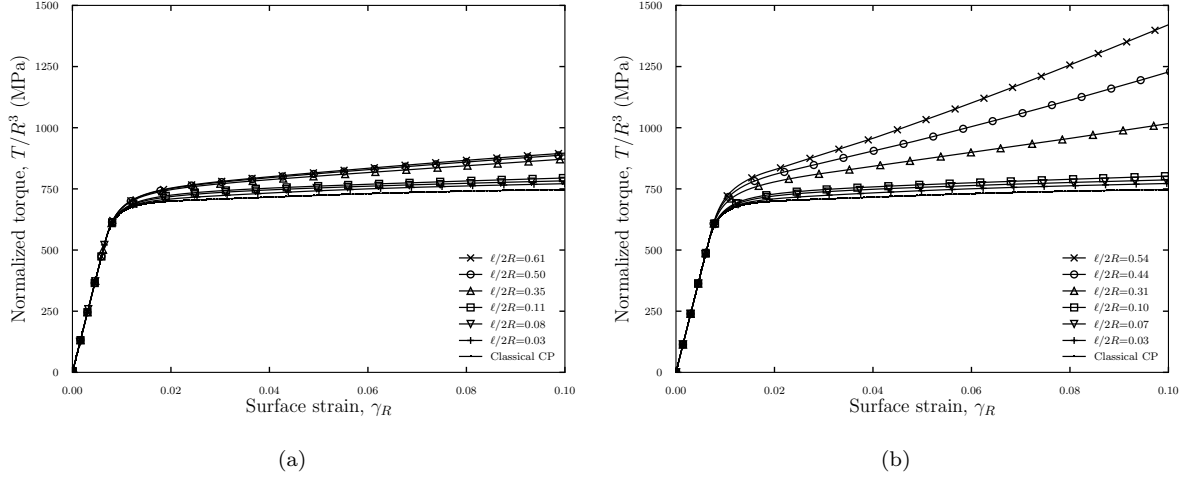 1500
1250
1000
750
500
250
0
0.00 0.02 0.04 0.06 0.08 0.10
Normalized torque, T/R³ (MPa)
Surface strain, γ_R
ℓ/2R=0.61
ℓ/2R=0.50
ℓ/2R=0.35
ℓ/2R=0.11
ℓ/2R=0.08
ℓ/2R=0.03
Classical CP
(a)
1500
1250
1000
750
500
250
0
0.00 0.02 0.04 0.06 0.08 0.10
Normalized torque, T/R³ (MPa)
Surface strain, γ_R
ℓ/2R=0.54
ℓ/2R=0.44
ℓ/2R=0.31
ℓ/2R=0.10
ℓ/2R=0.07
ℓ/2R=0.03
Classical CP
(b)